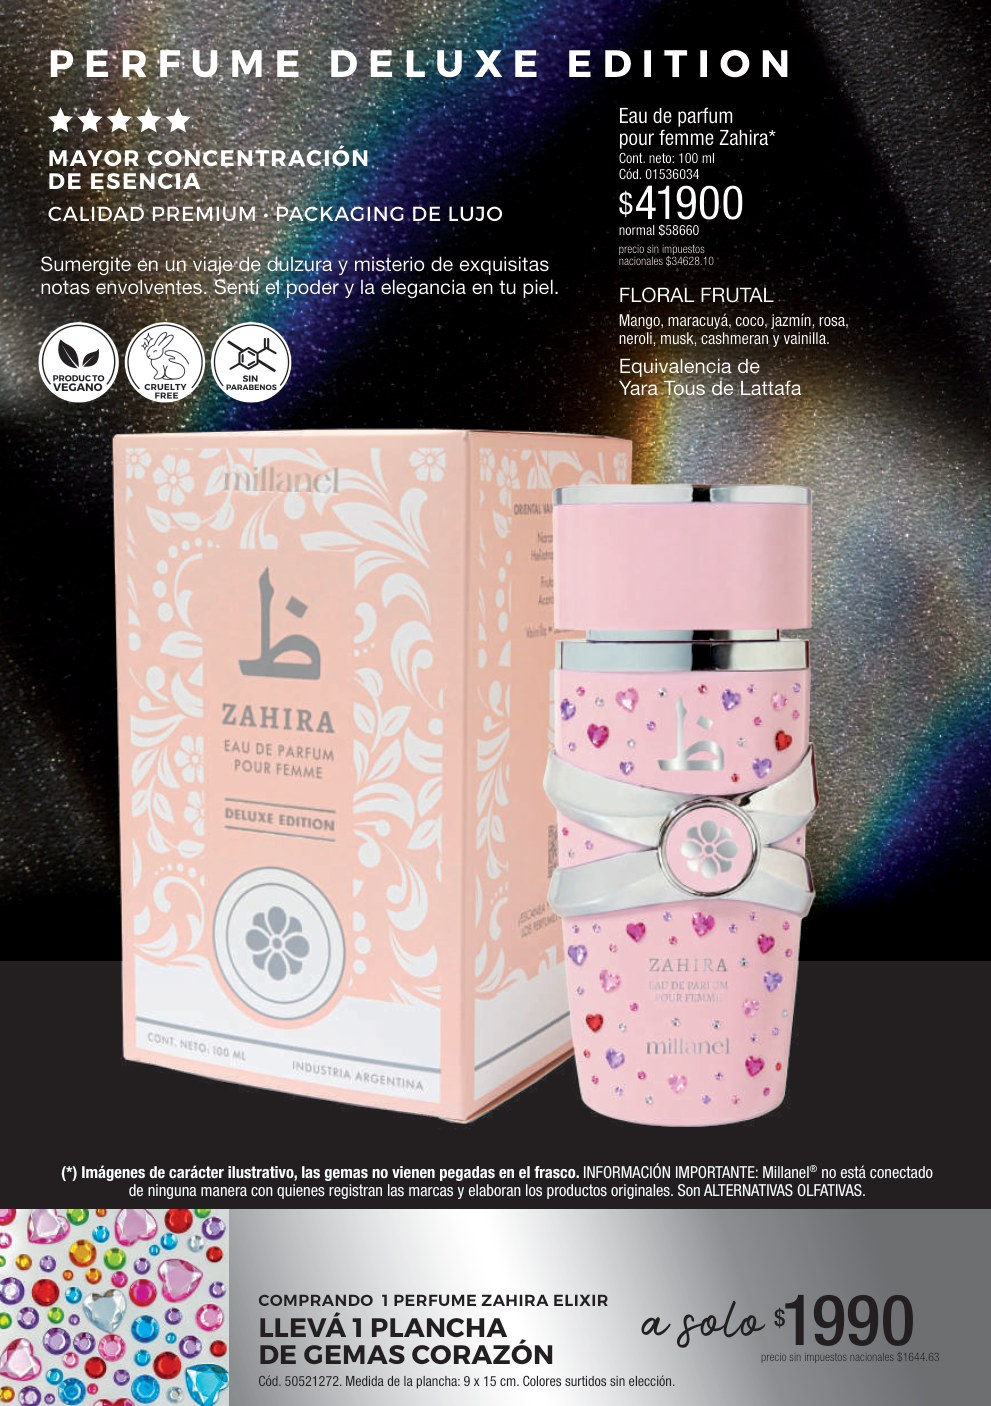 PERFUME DELUXE EDITION
MAYOR CONCENTRACIÓN
DE ESENCIA
CALIDAD PREMIUM · PACKAGING DE LUJO
Sumergite en un viaje de dulzura y misterio de exquisitas
notas envolventes. Sentí el poder y la elegancia en tu piel.
PRODUCTO
VEGANO
CRUELTY
FREE
SIN
PARABENOS
Eau de parfum
pour femme Zahira*
Cont. neto: 100 ml
Cód. 01536034
$41900
normal $58660
precio sin impuestos
nacionales $34628.10
FLORAL FRUTAL
Mango, maracuyá, coco, jazmín, rosa,
neroli, musk, cashmeran y vainilla.
Equivalencia de
Yara Tous de Lattafa
millanel
ظ
ZAHIRA
EAU DE PARFUM
POUR FEMME
DELUXE EDITION
CONT. NETO: 100 ML
INDUSTRIA ARGENTINA
ORIENTAL
ظ
ZAHIRA
EAU DE PARFUM
POUR FEMME
millanel
(*) Imágenes de carácter ilustrativo, las gemas no vienen pegadas en el frasco. INFORMACIÓN IMPORTANTE: Millanel® no está conectado
de ninguna manera con quienes registran las marcas y elaboran los productos originales. Son ALTERNATIVAS OLFATIVAS.
COMPRANDO 1 PERFUME ZAHIRA ELIXIR
LLEVÁ 1 PLANCHA
DE GEMAS CORAZÓN
Cód. 50521272. Medida de la plancha: 9 x 15 cm. Colores surtidos sin elección.
a solo $1990
precio sin impuestos nacionales $1644.63